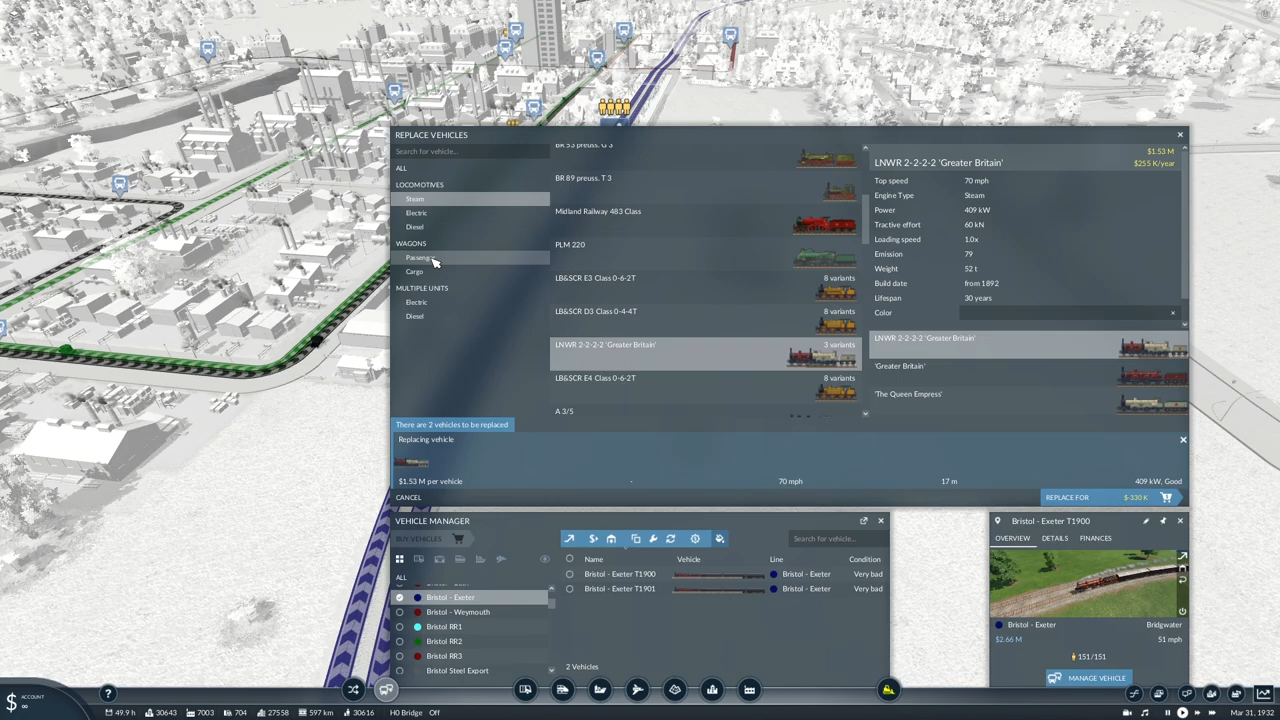 REPLACE VEHICLES
Search for vehicle...
ALL
LOCOMOTIVES
Steam
Electric
Diesel
WAGONS
Passeng
Cargo
MULTIPLE UNITS
Electric
Diesel
BR 53 preuss. G 3
BR 89 preuss. T 3
Midland Railway 483 Class
PLM 220
LB&SCR E3 Class 0-6-2T 8 variants
LB&SCR D3 Class 0-4-4T 8 variants
LNWR 2-2-2-2 'Greater Britain' 3 variants
LB&SCR E4 Class 0-6-2T 8 variants
A 3/5
$1.53 M
LNWR 2-2-2-2 'Greater Britain' $255 K/year
Top speed 70 mph
Engine Type Steam
Power 409 kW
Tractive effort 60 kN
Loading speed 1.0x
Emission 79
Weight 52 t
Build date from 1892
Lifespan 30 years
Color
LNWR 2-2-2-2 'Greater Britain'
'Greater Britain'
'The Queen Empress'
There are 2 vehicles to be replaced
Replacing vehicle
$1.53 M per vehicle - 70 mph 17 m 409 kW, Good
CANCEL REPLACE FOR $-330 K
VEHICLE MANAGER
BUY VEHICLES
Search for vehicle...
ALL
Bristol - Exeter
Bristol - Weymouth
Bristol RR1
Bristol RR2
Bristol RR3
Bristol Steel Export
Name Vehicle Line Condition
Bristol - Exeter T1900 Bristol - Exeter Very bad
Bristol - Exeter T1901 Bristol - Exeter Very bad
2 Vehicles
Bristol - Exeter T1900
OVERVIEW DETAILS FINANCES
Bristol - Exeter Bridgwater
$2.66 M 51 mph
151/151
MANAGE VEHICLE
$ ACCOUNT
∞
?
49.9 h 30643 7003 704 27558 597 km 30616 H0 Bridge Off Mar 31, 1932